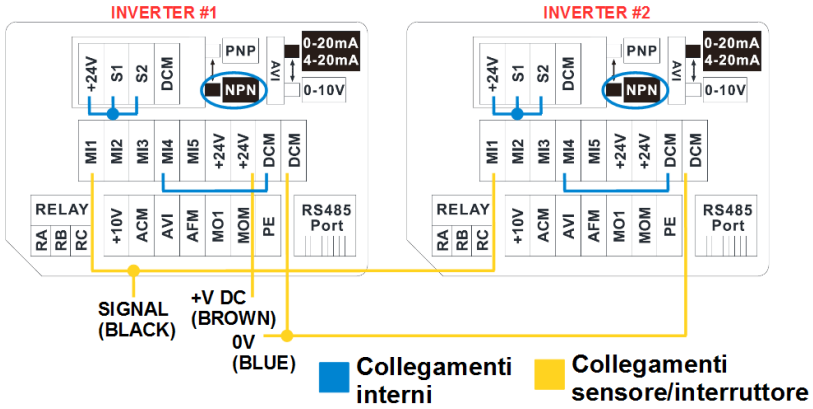 INVERTER #1
INVERTER #2
+24V S1 S2 DCM
PNP
NPN
AVI
0-20mA
4-20mA
0-10V
+24V S1 S2
PNP
NPN
AVI
0-20mA
4-20mA
0-10V
MI1 MI2 MI3 MI4 MI5 +24V +24V DCM DCM
MI1 MI2 MI3 MI4 MI5 +24V +24V DCM DCM
RELAY
RA RB RC
+10V ACM AVI AFM MO1 MOM PE
RS485
Port
RELAY
RA RB RC
+10V ACM AVI AFM MO1 MOM PE
RS485
Port
SIGNAL
(BLACK)
+V DC
(BROWN)
0V
(BLUE)
Collegamenti
interni
Collegamenti
sensore/interruttore